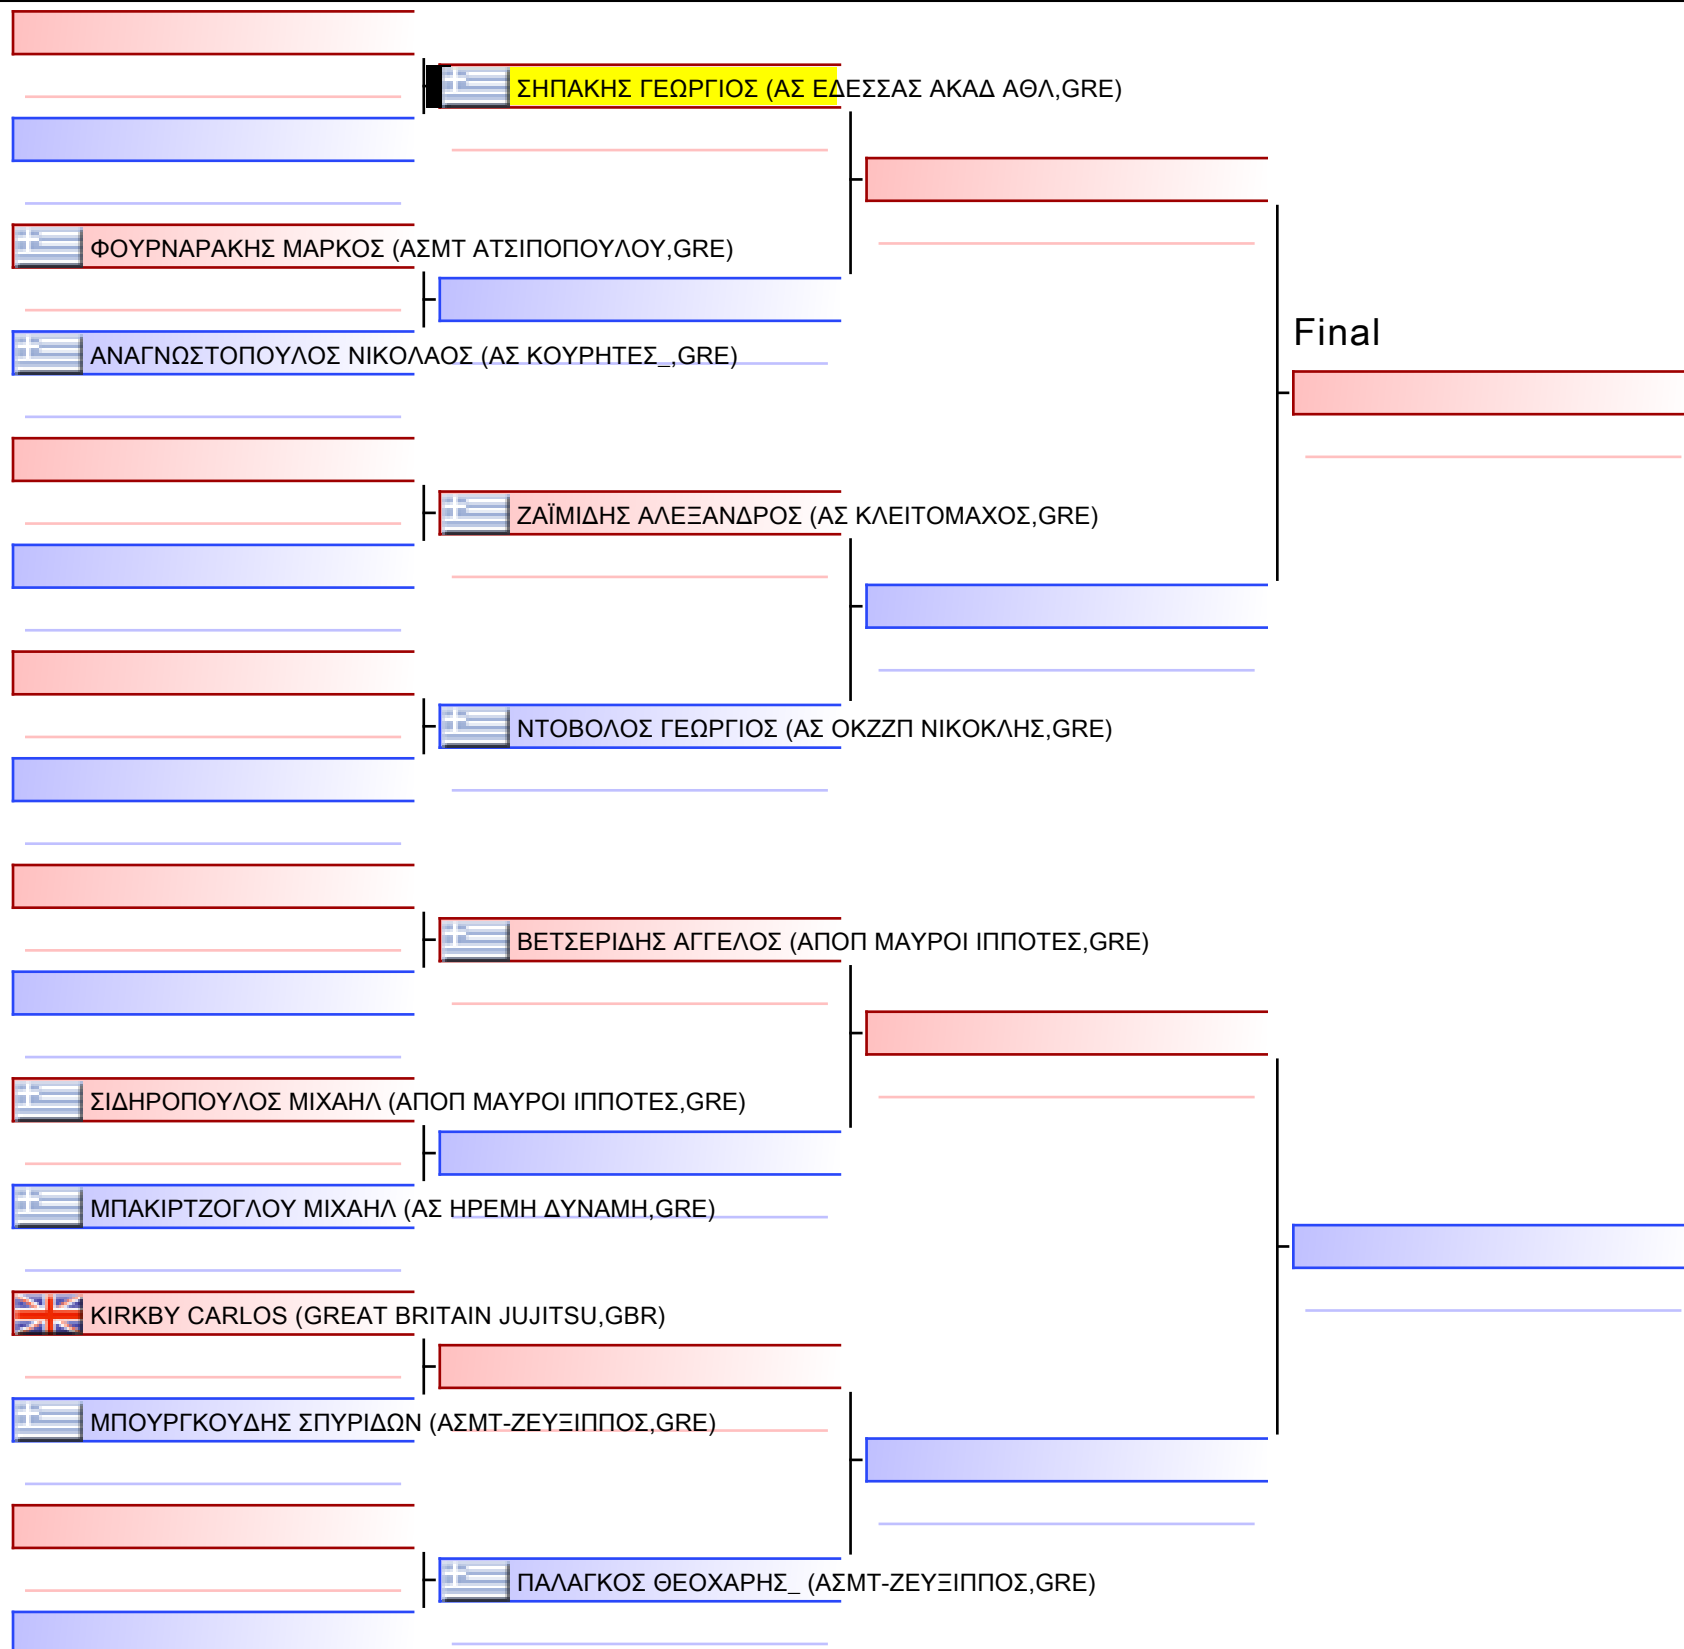 ΣΗΠΑΚΗΣ ΓΕΩΡΓΙΟΣ (ΑΣ ΕΔΕΣΣΑΣ ΑΚΑΔ ΑΘΛ,GRE)
ΦΟΥΡΝΑΡΑΚΗΣ ΜΑΡΚΟΣ (ΑΣΜΤ ΑΤΣΙΠΟΠΟΥΛΟΥ,GRE)
Final
ΑΝΑΓΝΩΣΤΟΠΟΥΛΟΣ ΝΙΚΟΛΑΟΣ (ΑΣ ΚΟΥΡΗΤΕΣ_,GRE)
ΖΑΪΜΙΔΗΣ ΑΛΕΞΑΝΔΡΟΣ (ΑΣ ΚΛΕΙΤΟΜΑΧΟΣ,GRE)
ΝΤΟΒΟΛΟΣ ΓΕΩΡΓΙΟΣ (ΑΣ ΟΚΖΖΠ ΝΙΚΟΚΛΗΣ,GRE)
ΒΕΤΣΕΡΙΔΗΣ ΑΓΓΕΛΟΣ (ΑΠΟΠ ΜΑΥΡΟΙ ΙΠΠΟΤΕΣ,GRE)
ΣΙΔΗΡΟΠΟΥΛΟΣ ΜΙΧΑΗΛ (ΑΠΟΠ ΜΑΥΡΟΙ ΙΠΠΟΤΕΣ,GRE)
ΜΠΑΚΙΡΤΖΟΓΛΟΥ ΜΙΧΑΗΛ (ΑΣ ΗΡΕΜΗ ΔΥΝΑΜΗ,GRE)
KIRKBY CARLOS (GREAT BRITAIN JUJITSU,GBR)
ΜΠΟΥΡΓΚΟΥΔΗΣ ΣΠΥΡΙΔΩΝ (ΑΣΜΤ-ΖΕΥΞΙΠΠΟΣ,GRE)
ΠΑΛΑΓΚΟΣ ΘΕΟΧΑΡΗΣ_ (ΑΣΜΤ-ΖΕΥΞΙΠΠΟΣ,GRE)